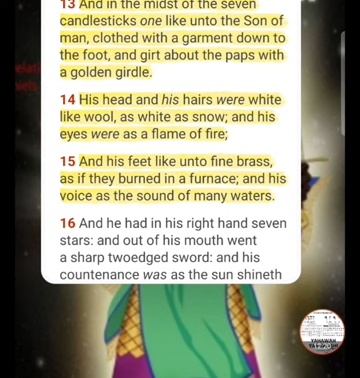 13 And in the midst of the seven
candlesticks one like unto the Son of
man, clothed with a garment down to
the foot, and girt about the paps with
a golden girdle.
14 His head and his hairs were white
like wool, as white as snow; and his
eyes were as a flame of fire;
15 And his feet like unto fine brass,
as if they burned in a furnace; and his
voice as the sound of many waters.
16 And he had in his right hand seven
stars: and out of his mouth went
a sharp twoedged sword: and his
countenance was as the sun shineth
YAHAWAH